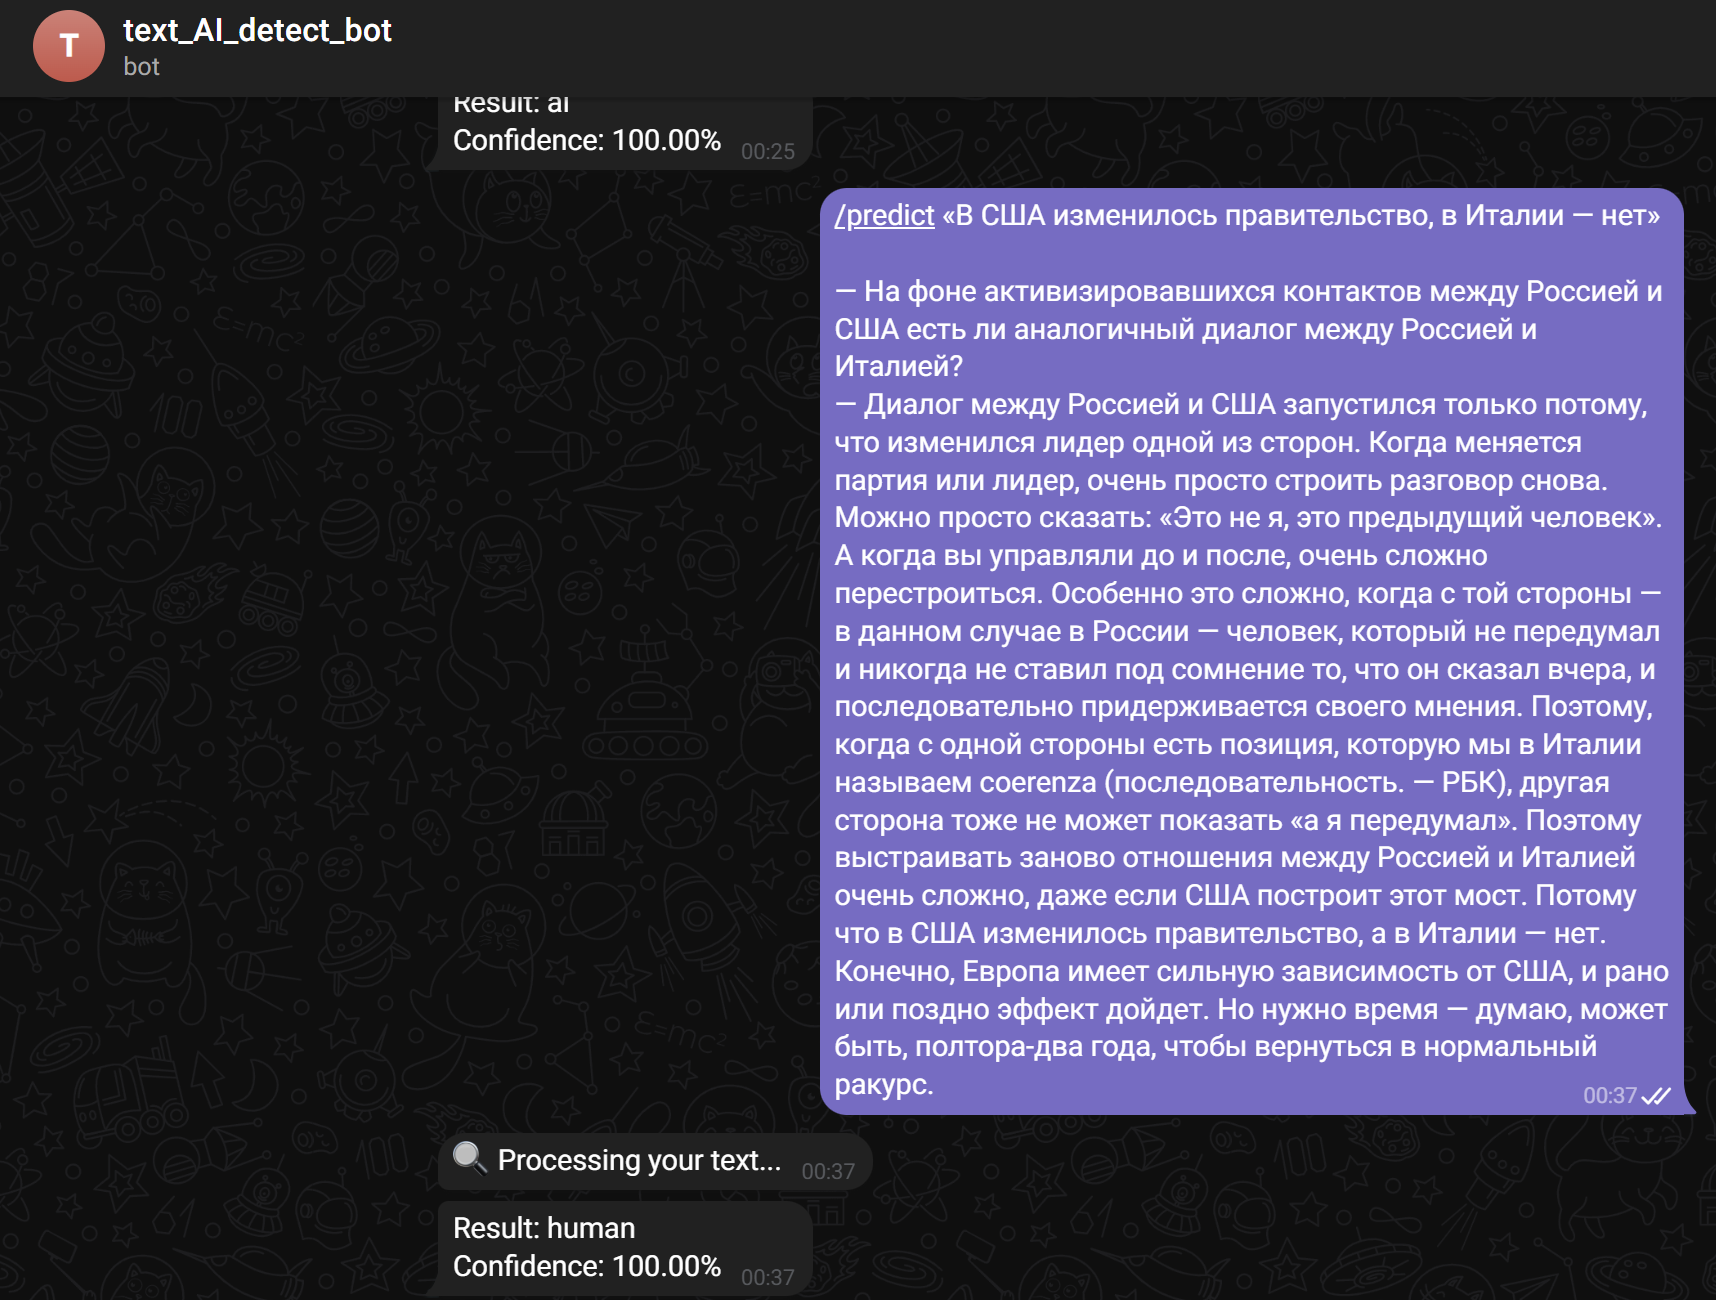 T
text_AI_detect_bot
bot
Result: ai
Confidence: 100.00% 00:25
/predict «В США изменилось правительство, в Италии — нет»
— На фоне активизировавшихся контактов между Россией и
США есть ли аналогичный диалог между Россией и
Италией?
— Диалог между Россией и США запустился только потому,
что изменился лидер одной из сторон. Когда меняется
партия или лидер, очень просто строить разговор снова.
Можно просто сказать: «Это не я, это предыдущий человек».
А когда вы управляли до и после, очень сложно
перестроиться. Особенно это сложно, когда с той стороны —
в данном случае в России — человек, который не передумал
и никогда не ставил под сомнение то, что он сказал вчера, и
последовательно придерживается своего мнения. Поэтому,
когда с одной стороны есть позиция, которую мы в Италии
называем coerenza (последовательность. — РБК), другая
сторона тоже не может показать «а я передумал». Поэтому
выстраивать заново отношения между Россией и Италией
очень сложно, даже если США построит этот мост. Потому
что в США изменилось правительство, а в Италии — нет.
Конечно, Европа имеет сильную зависимость от США, и рано
или поздно эффект дойдет. Но нужно время — думаю, может
быть, полтора-два года, чтобы вернуться в нормальный
ракурс.
00:37
Processing your text... 00:37
Result: human
Confidence: 100.00% 00:37